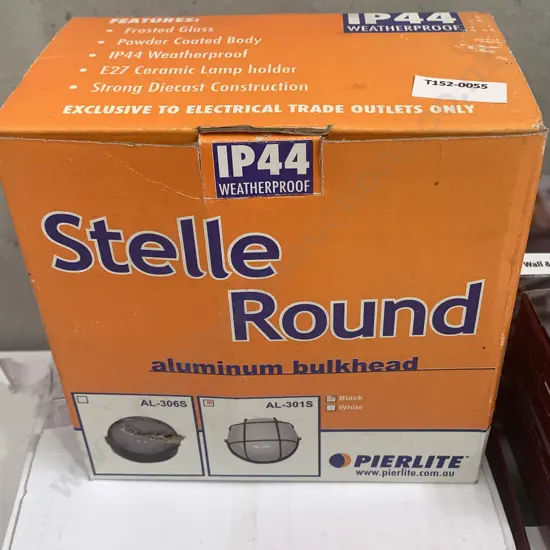 FEATURES:
• Frosted Glass
• Powder Coated Body
• IP44 Weatherproof
• E27 Ceramic Lamp holder
• Strong Diecast Construction
IP44
WEATHERPROOF
T152-0055
EXCLUSIVE TO ELECTRICAL TRADE OUTLETS ONLY
IP44
WEATHERPROOF
Stelle
Round
aluminum bulkhead
AL-306S
AL-301S
Black
White
PIERLITE
www.pierlite.com.au
Wall &